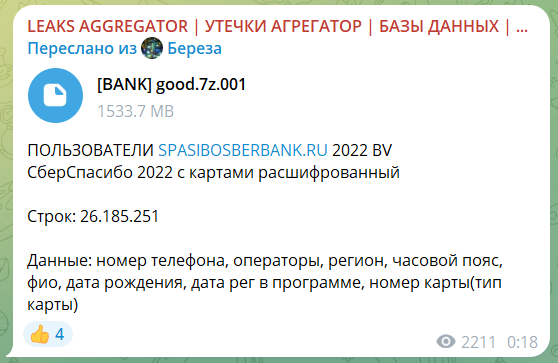 LEAKS AGGREGATOR | УТЕЧКИ АГРЕГАТОР | БАЗЫ ДАННЫХ | ...
Переслано из Береза
[BANK] good.7z.001
1533.7 MB
ПОЛЬЗОВАТЕЛИ SPASIBOSBERBANK.RU 2022 BV
СберСпасибо 2022 с картами расшифрованный
Строк: 26.185.251
Данные: номер телефона, операторы, регион, часовой пояс,
фио, дата рождения, дата рег в программе, номер карты(тип
карты)
4
2211 0:18